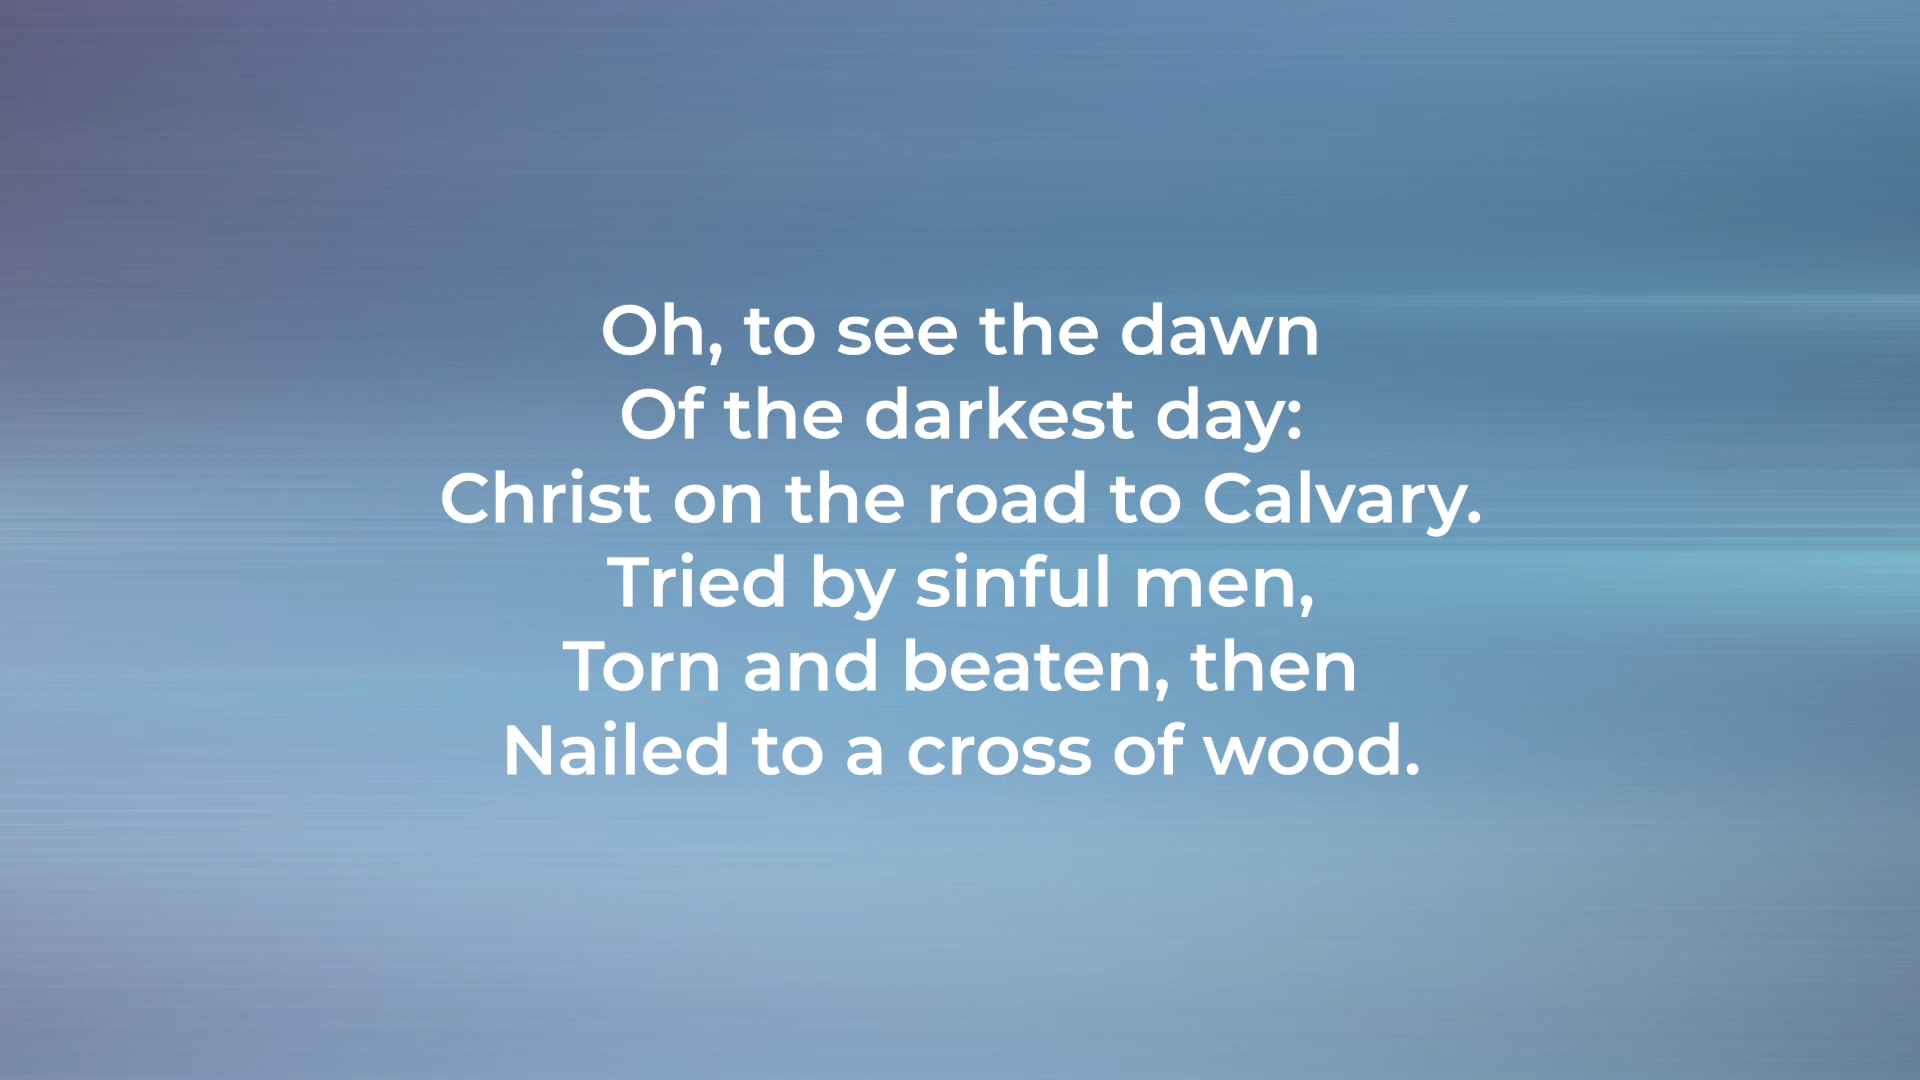 Oh, to see the dawn
Of the darkest day:
Christ on the road to Calvary.
Tried by sinful men,
Torn and beaten, then
Nailed to a cross of wood.